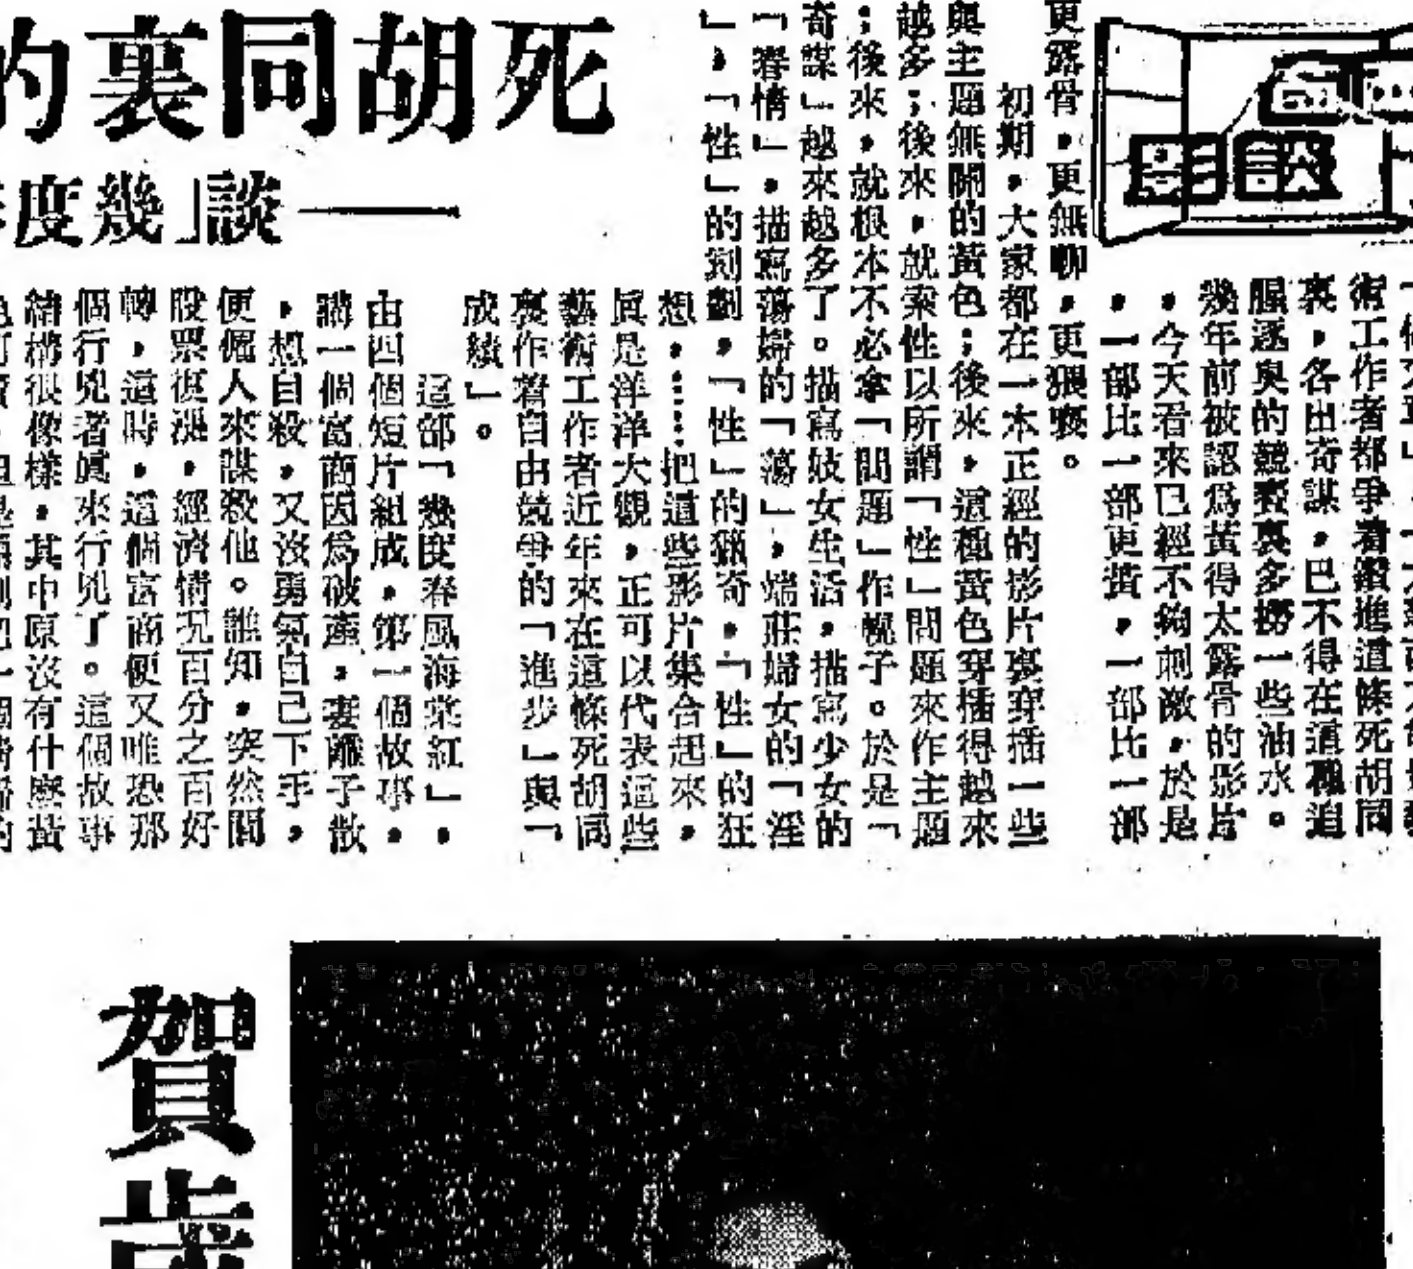 死胡同裏的
——談「幾度
影談
術工作者都爭着鑽進這條死胡同
裏,各出奇謀,巴不得在這種追
腥逐臭的競賽裏多撈一些油水。
幾年前被認爲黃得太露骨的影片
,今天看來已經不夠刺激,於是
,一部比一部更黃,一部比一部
更露骨,更無聊,更猥褻。
初期,大家都在一本正經的影片裏穿插一些
與主題無關的黃色;後來,這種黃色穿插得越來
越多;後來,就索性以所謂「性」問題來作主題
;後來,就根本不必拿「問題」作幌子。於是「
奇謀」越來越多了。描寫妓女生活,描寫少女的
「春情」,描寫蕩婦的「蕩」,端莊婦女的「淫
」,「性」的刻劃,「性」的獵奇,「性」的狂
想,……把這些影片集合起來,
眞是洋洋大觀,正可以代表這些
藝術工作者近年來在這條死胡同
裏作着自由競爭的「進步」與「
成績」。
這部「幾度春風海棠紅」,
由四個短片組成,第一個故事,
講一個富商因爲破產,妻離子散
,想自殺,又沒勇氣自己下手,
便僱人來謀殺他。誰知,突然間
股票復漲,經濟情況百分之百好
轉,這時,這個富商便又唯恐那
個行兇者眞來行兇了。這個故事
結構很像樣,其中原沒有什麼黃
賀歲